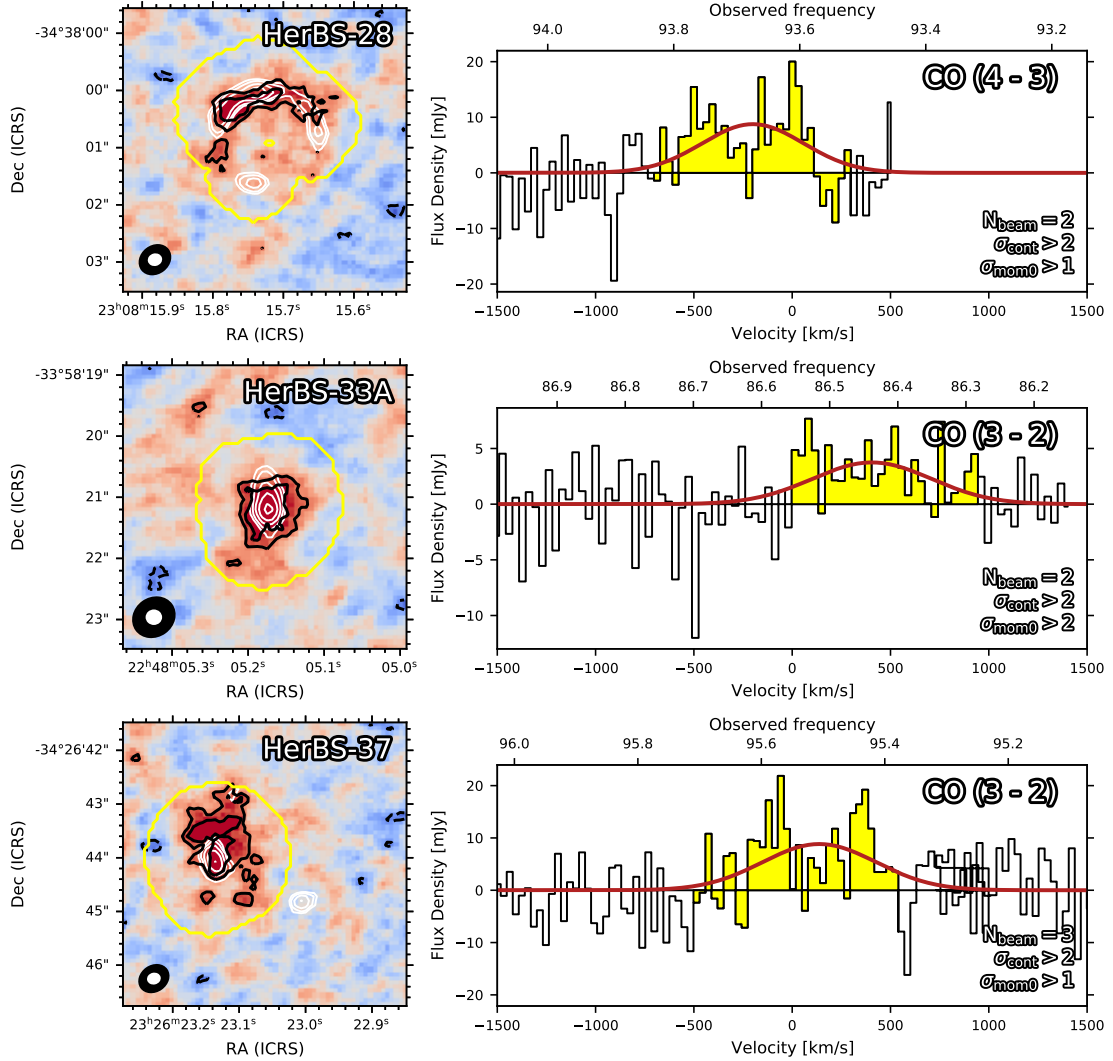 HerBS-28
-34°38'00"
00"
01"
02"
03"
Dec (ICRS)
23ʰ08ᵐ15.9ˢ 15.8ˢ 15.7ˢ 15.6ˢ
RA (ICRS)
Observed frequency
94.0 93.8 93.6 93.4 93.2
CO (4 - 3)
20
10
0
−10
−20
Flux Density [mJy]
N_beam = 2
σ_cont > 2
σ_mom0 > 1
−1500 −1000 −500 0 500 1000 1500
Velocity [km/s]
HerBS-33A
-33°58'19"
20"
21"
22"
23"
Dec (ICRS)
22ʰ48ᵐ05.3ˢ 05.2ˢ 05.1ˢ 05.0ˢ
RA (ICRS)
Observed frequency
86.9 86.8 86.7 86.6 86.5 86.4 86.3 86.2
CO (3 - 2)
5
0
−5
−10
Flux Density [mJy]
N_beam = 2
σ_cont > 2
σ_mom0 > 2
−1500 −1000 −500 0 500 1000 1500
Velocity [km/s]
HerBS-37
-34°26'42"
43"
44"
45"
46"
Dec (ICRS)
23ʰ26ᵐ23.2ˢ 23.1ˢ 23.0ˢ 22.9ˢ
RA (ICRS)
Observed frequency
96.0 95.8 95.6 95.4 95.2
CO (3 - 2)
20
10
0
−10
−20
Flux Density [mJy]
N_beam = 3
σ_cont > 2
σ_mom0 > 1
−1500 −1000 −500 0 500 1000 1500
Velocity [km/s]